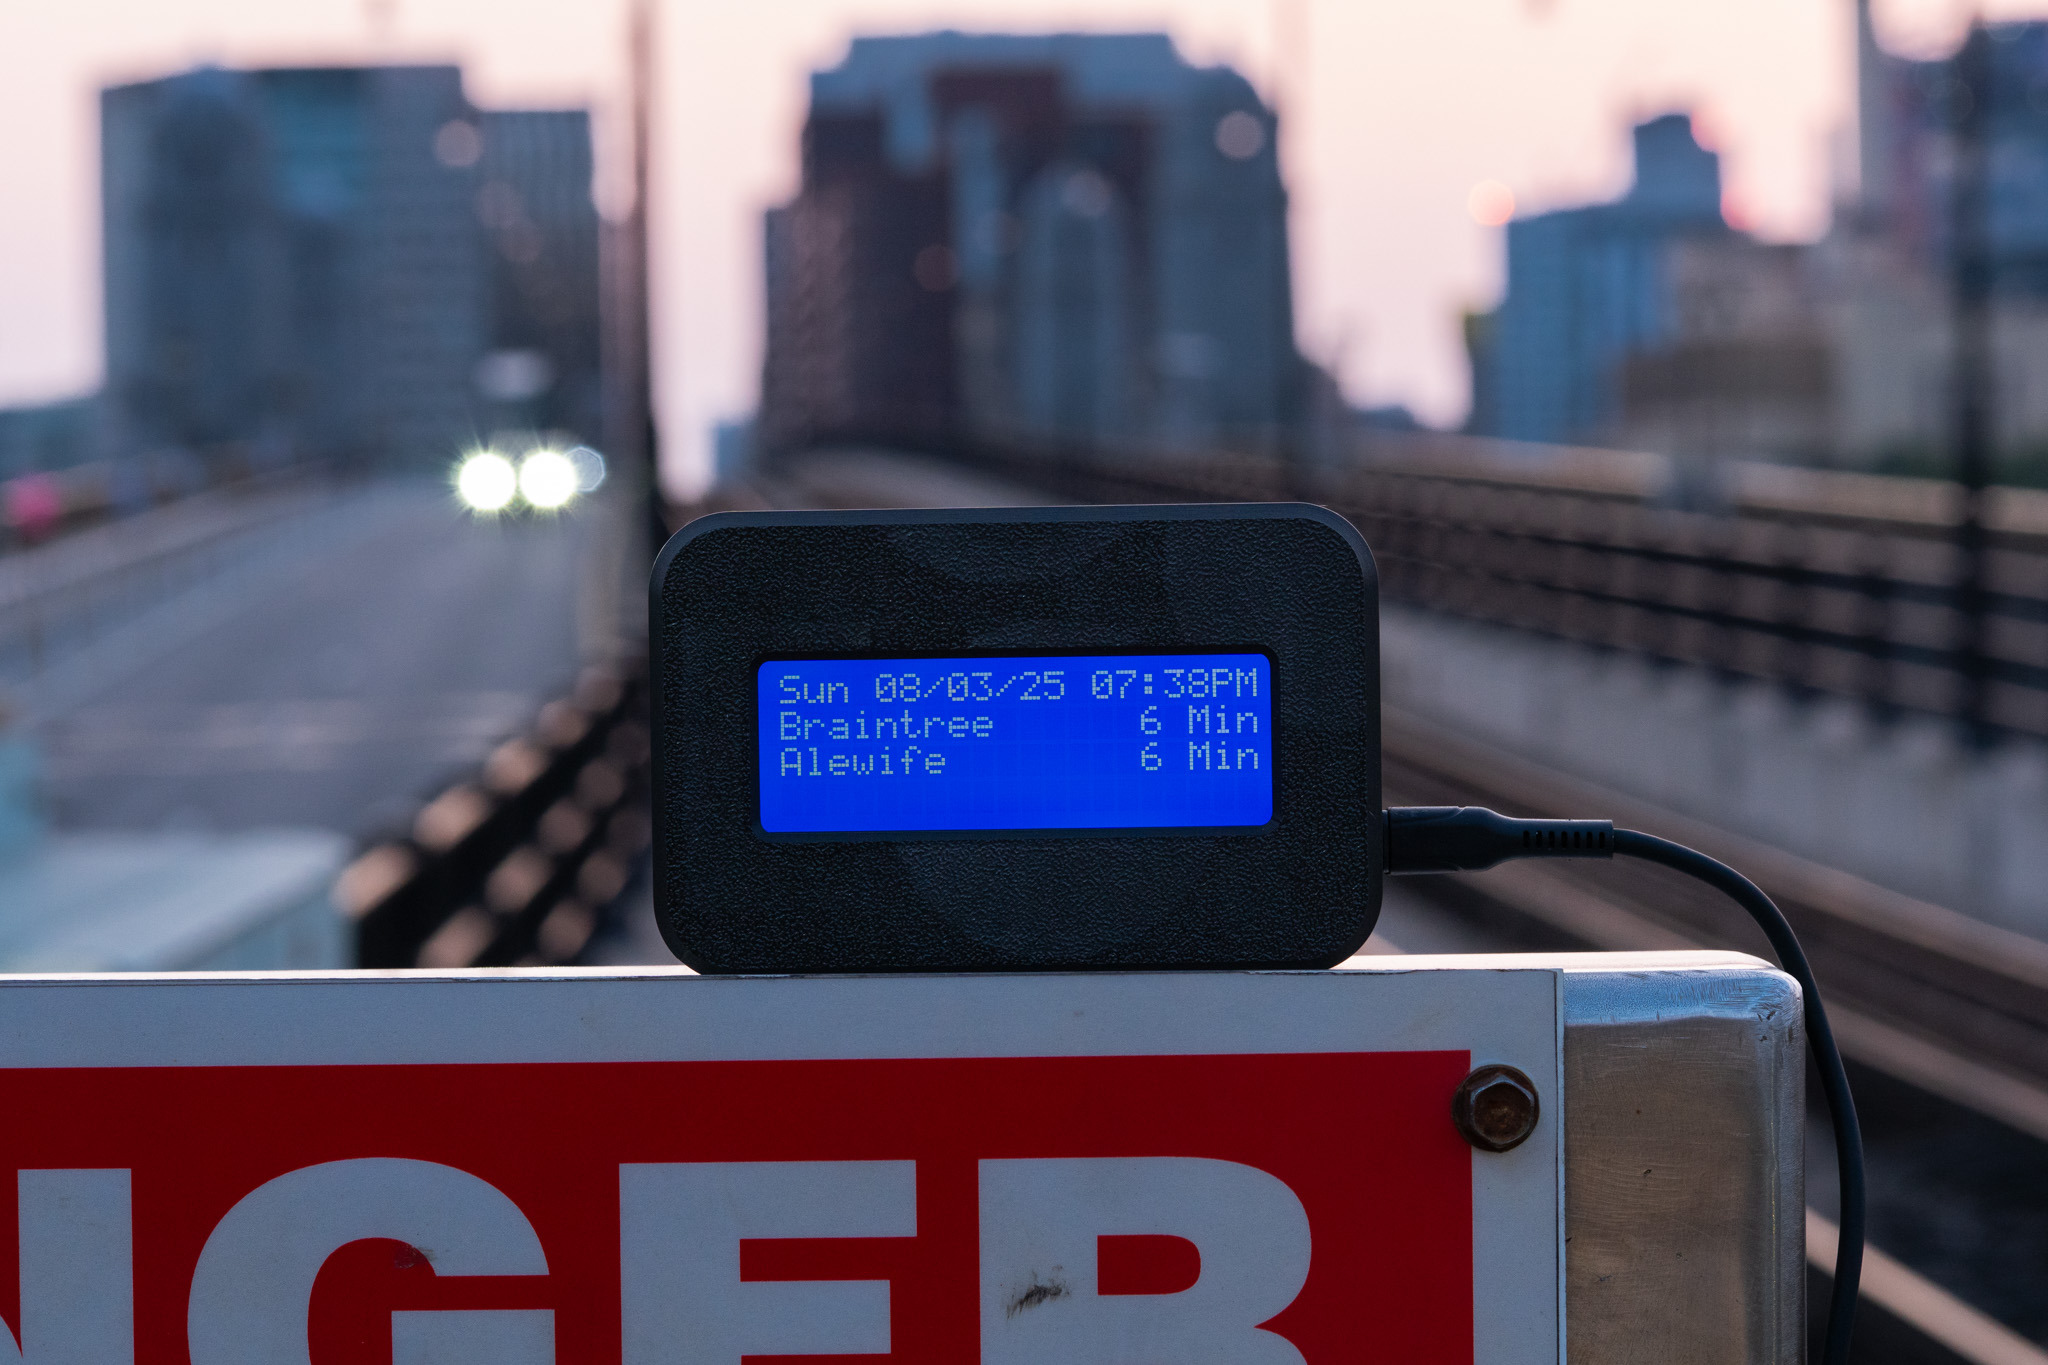 Sun 08/03/25 07:38PM
Braintree 6 Min
Alewife 6 Min
NGER